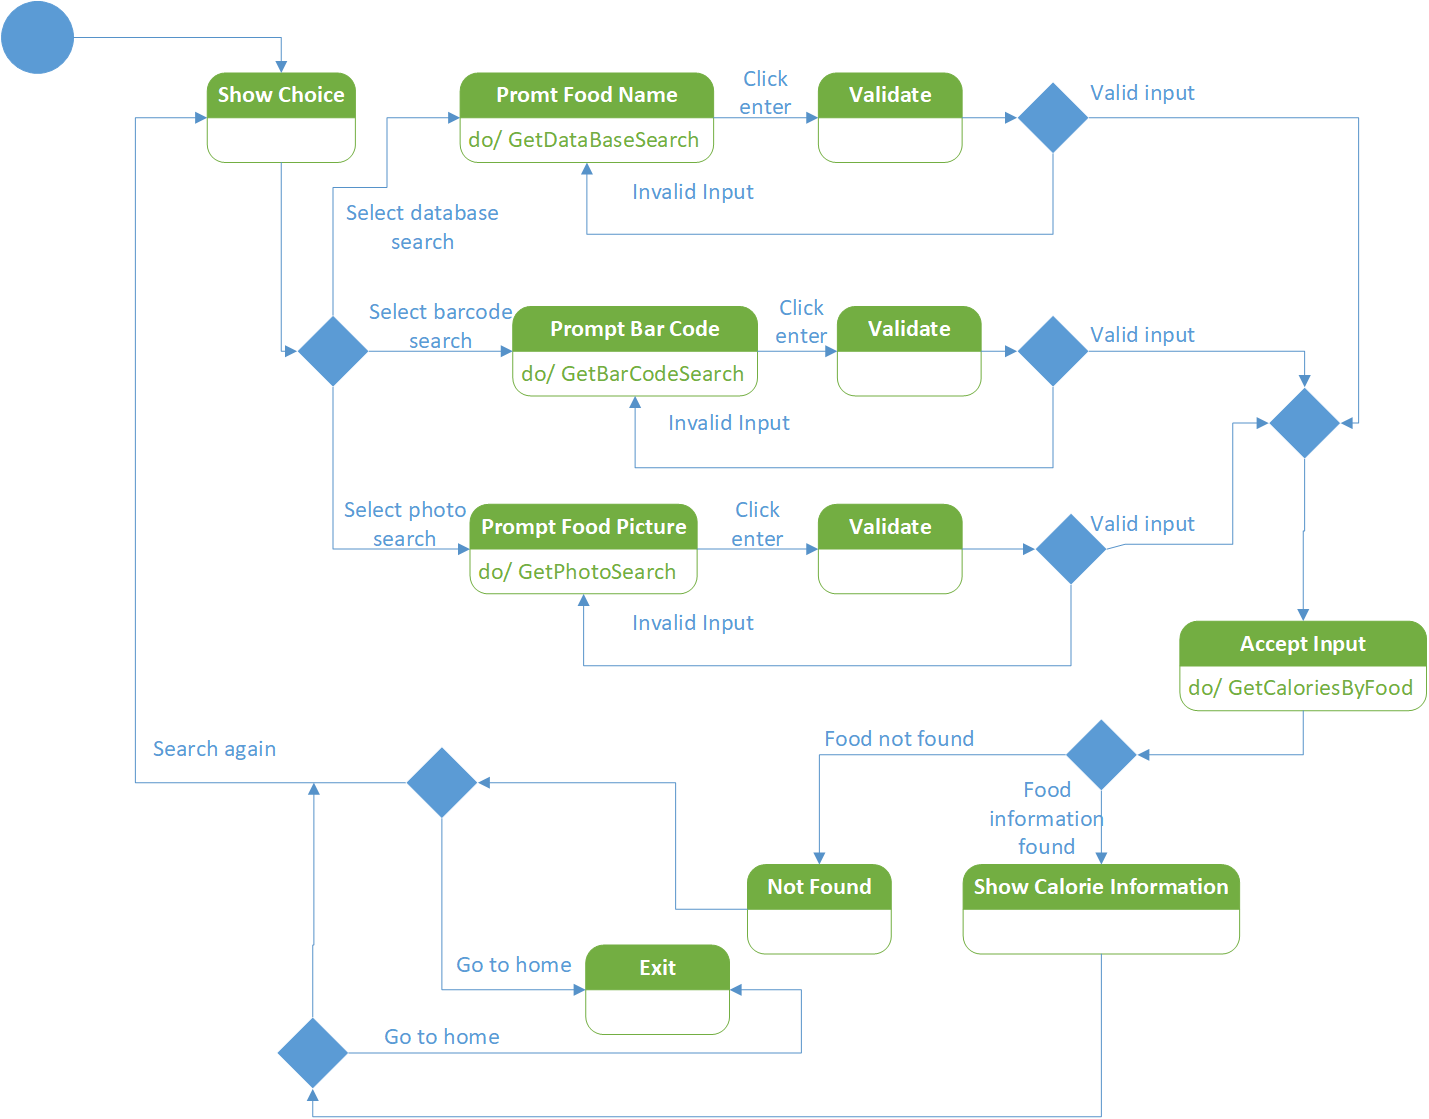 Show Choice
Promt Food Name
do/ GetDataBaseSearch
Click
enter
Validate
Valid input
Invalid Input
Select database
search
Select barcode
search
Prompt Bar Code
do/ GetBarCodeSearch
Click
enter
Validate
Valid input
Invalid Input
Select photo
search
Prompt Food Picture
do/ GetPhotoSearch
Click
enter
Validate
Valid input
Invalid Input
Accept Input
do/ GetCaloriesByFood
Search again
Food not found
Food
information
found
Not Found
Show Calorie Information
Go to home
Exit
Go to home